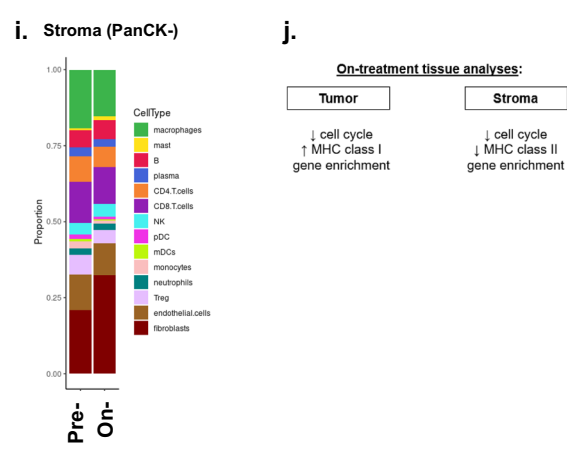 i. Stroma (PanCK-)
1.00
0.75
0.50
0.25
0.00
Proportion
Pre-
On-
CellType
macrophages
mast
B
plasma
CD4.T.cells
CD8.T.cells
NK
pDC
mDCs
monocytes
neutrophils
Treg
endothelial.cells
fibroblasts
j.
On-treatment tissue analyses:
Tumor
↓ cell cycle
↑ MHC class I
gene enrichment
Stroma
↓ cell cycle
↓ MHC class II
gene enrichment